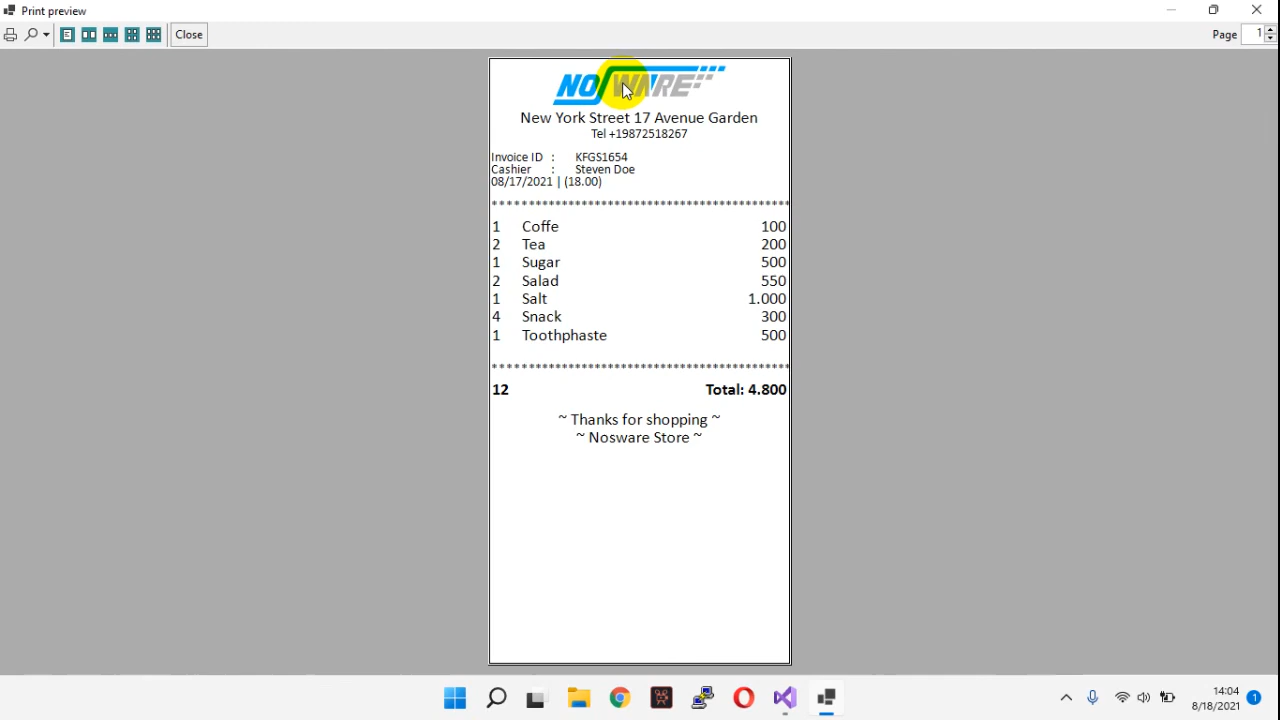 Print preview
Close
Page 1
NOSWARE
New York Street 17 Avenue Garden
Tel +19872518267
Invoice ID : KFGS1654
Cashier : Steven Doe
08/17/2021 | (18.00)
*****************************************
1 Coffe 100
2 Tea 200
1 Sugar 500
2 Salad 550
1 Salt 1.000
4 Snack 300
1 Toothphaste 500
*****************************************
12 Total: 4.800
~ Thanks for shopping ~
~ Nosware Store ~
14:04
8/18/2021
1